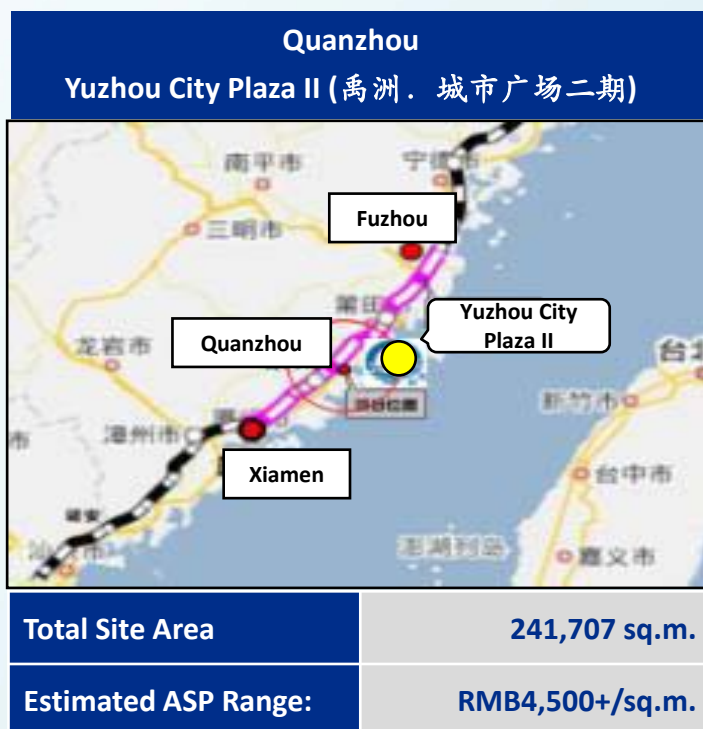 Quanzhou
Yuzhou City Plaza II (禹洲．城市广场二期)
南平市
宁德市
三明市
Fuzhou
莆田
Yuzhou City
Plaza II
Quanzhou
龙岩市
台北
新竹市
漳州市
Xiamen
台中市
澎湖列岛
嘉义市
Total Site Area
241,707 sq.m.
Estimated ASP Range:
RMB4,500+/sq.m.